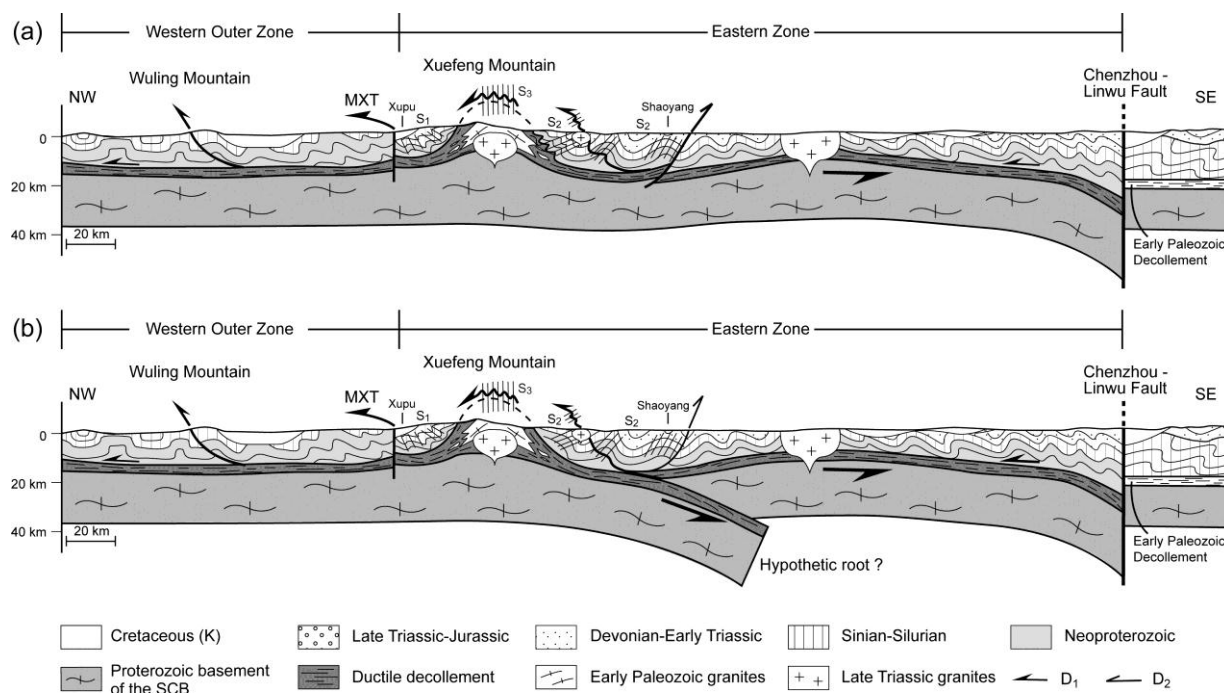 (a)
Western Outer Zone
Eastern Zone
Wuling Mountain
Xuefeng Mountain
Chenzhou -
Linwu Fault
NW
MXT
Xupu
S1
S3
S2
S2
Shaoyang
SE
0
20 km
40 km
20 km
Early Paleozoic
Decollement
(b)
Western Outer Zone
Eastern Zone
Wuling Mountain
Xuefeng Mountain
Chenzhou -
Linwu Fault
NW
MXT
Xupu
S1
S3
S2
S2
Shaoyang
SE
0
20 km
40 km
20 km
Hypothetic root ?
Early Paleozoic
Decollement
Cretaceous (K)
Late Triassic-Jurassic
Devonian-Early Triassic
Sinian-Silurian
Neoproterozoic
Proterozoic basement
of the SCB
Ductile decollement
Early Paleozoic granites
Late Triassic granites
D1
D2